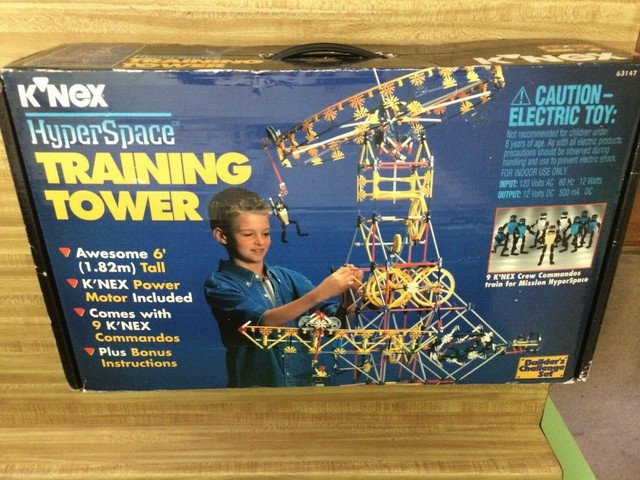 TRAINING
TOWER
K'NEX
63147
K'NEX
HyperSpace™
TRAINING
TOWER
Awesome 6'
(1.82m) Tall
K'NEX Power
Motor Included
Comes with
9 K'NEX
Commandos
Plus Bonus
Instructions
CAUTION-
ELECTRIC TOY:
Not recommended for children under
8 years of age. As with all electric products,
precautions should be observed during
handling and use to prevent electric shock.
FOR INDOOR USE ONLY.
INPUT: 120 Volts AC 60 Hz 12 Watts
OUTPUT: 12 Volts DC 500 mA DC
9 K'NEX Crew Commandos
train for Mission HyperSpace
"Builder's
Challenge
Set"